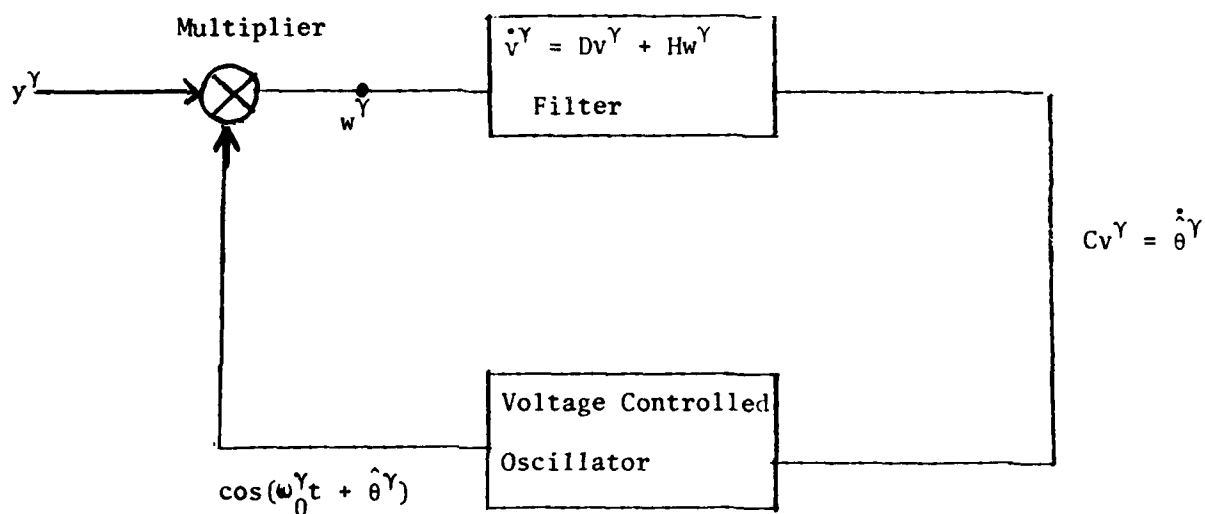 Multiplier
v̇^γ = Dv^γ + Hw^γ
y^γ
w^γ
Filter
Cv^γ = θ̂̇^γ
Voltage Controlled
Oscillator
cos(ω_0^γ t + θ̂^γ)